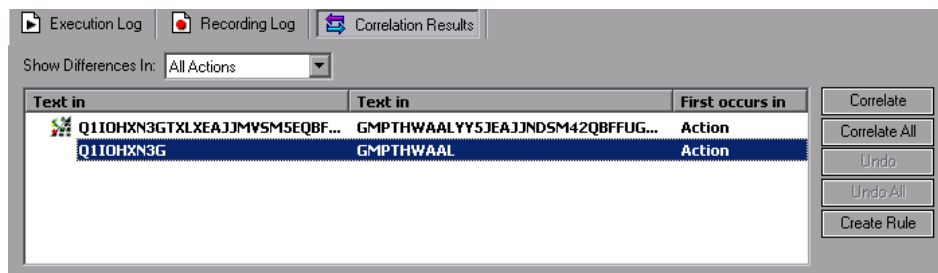 Execution Log Recording Log Correlation Results
Show Differences In: All Actions
Text in Text in First occurs in
Q1IOHXN3GTXLXEAJJMVSM5EQBF... GMPTHWAALYY5JEAJJNDSM42QBFFUG... Action
Q1IOHXN3G GMPTHWAAL Action
Correlate
Correlate All
Undo
Undo All
Create Rule